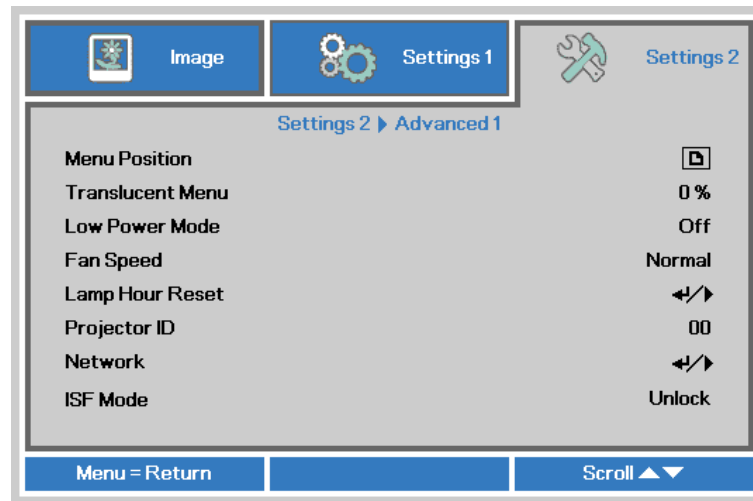 Image
Settings 1
Settings 2
Settings 2 ▶ Advanced 1
Menu Position
Translucent Menu 0 %
Low Power Mode Off
Fan Speed Normal
Lamp Hour Reset ↵/▶
Projector ID 00
Network ↵/▶
ISF Mode Unlock
Menu = Return
Scroll ▲▼